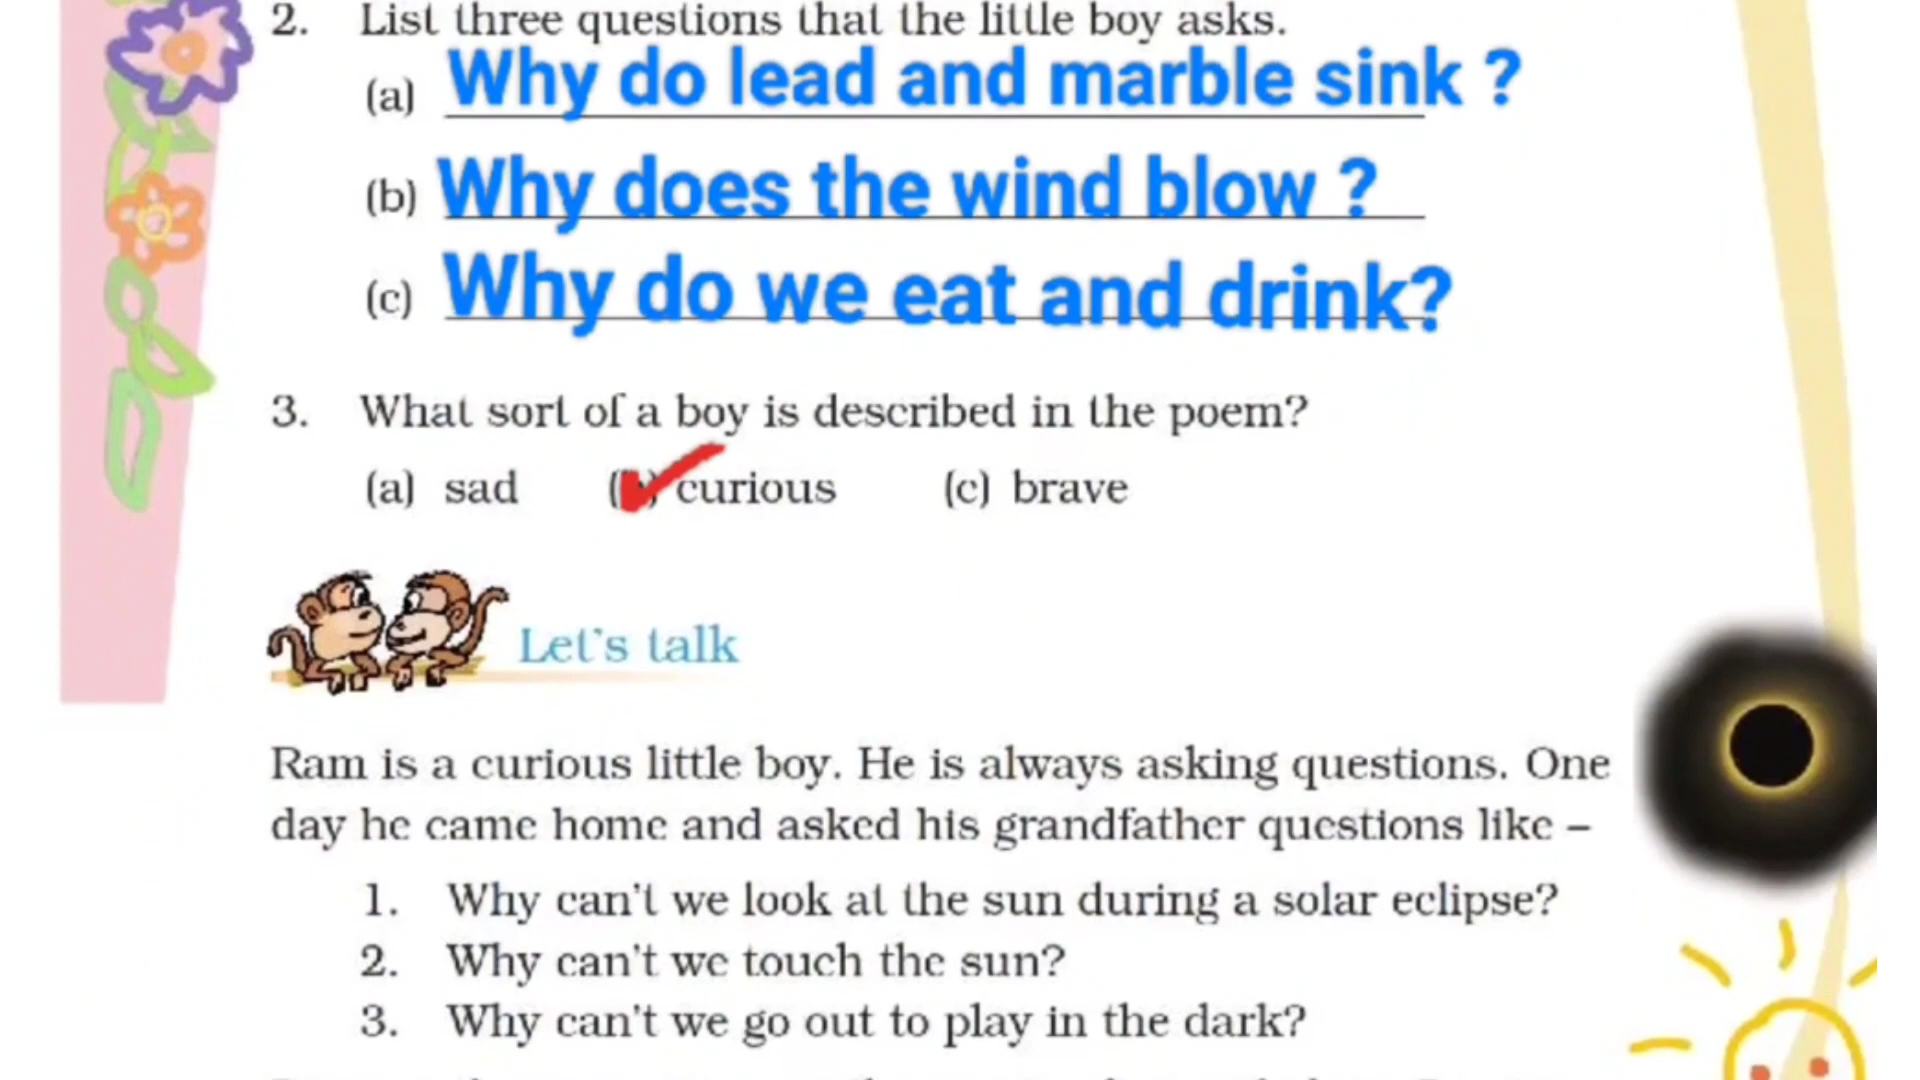 2. List three questions that the little boy asks.
(a) Why do lead and marble sink ?
(b) Why does the wind blow ?
(c) Why do we eat and drink?
3. What sort of a boy is described in the poem?
(a) sad (b) curious (c) brave
Let's talk
Ram is a curious little boy. He is always asking questions. One
day he came home and asked his grandfather questions like –
1. Why can't we look at the sun during a solar eclipse?
2. Why can't we touch the sun?
3. Why can't we go out to play in the dark?